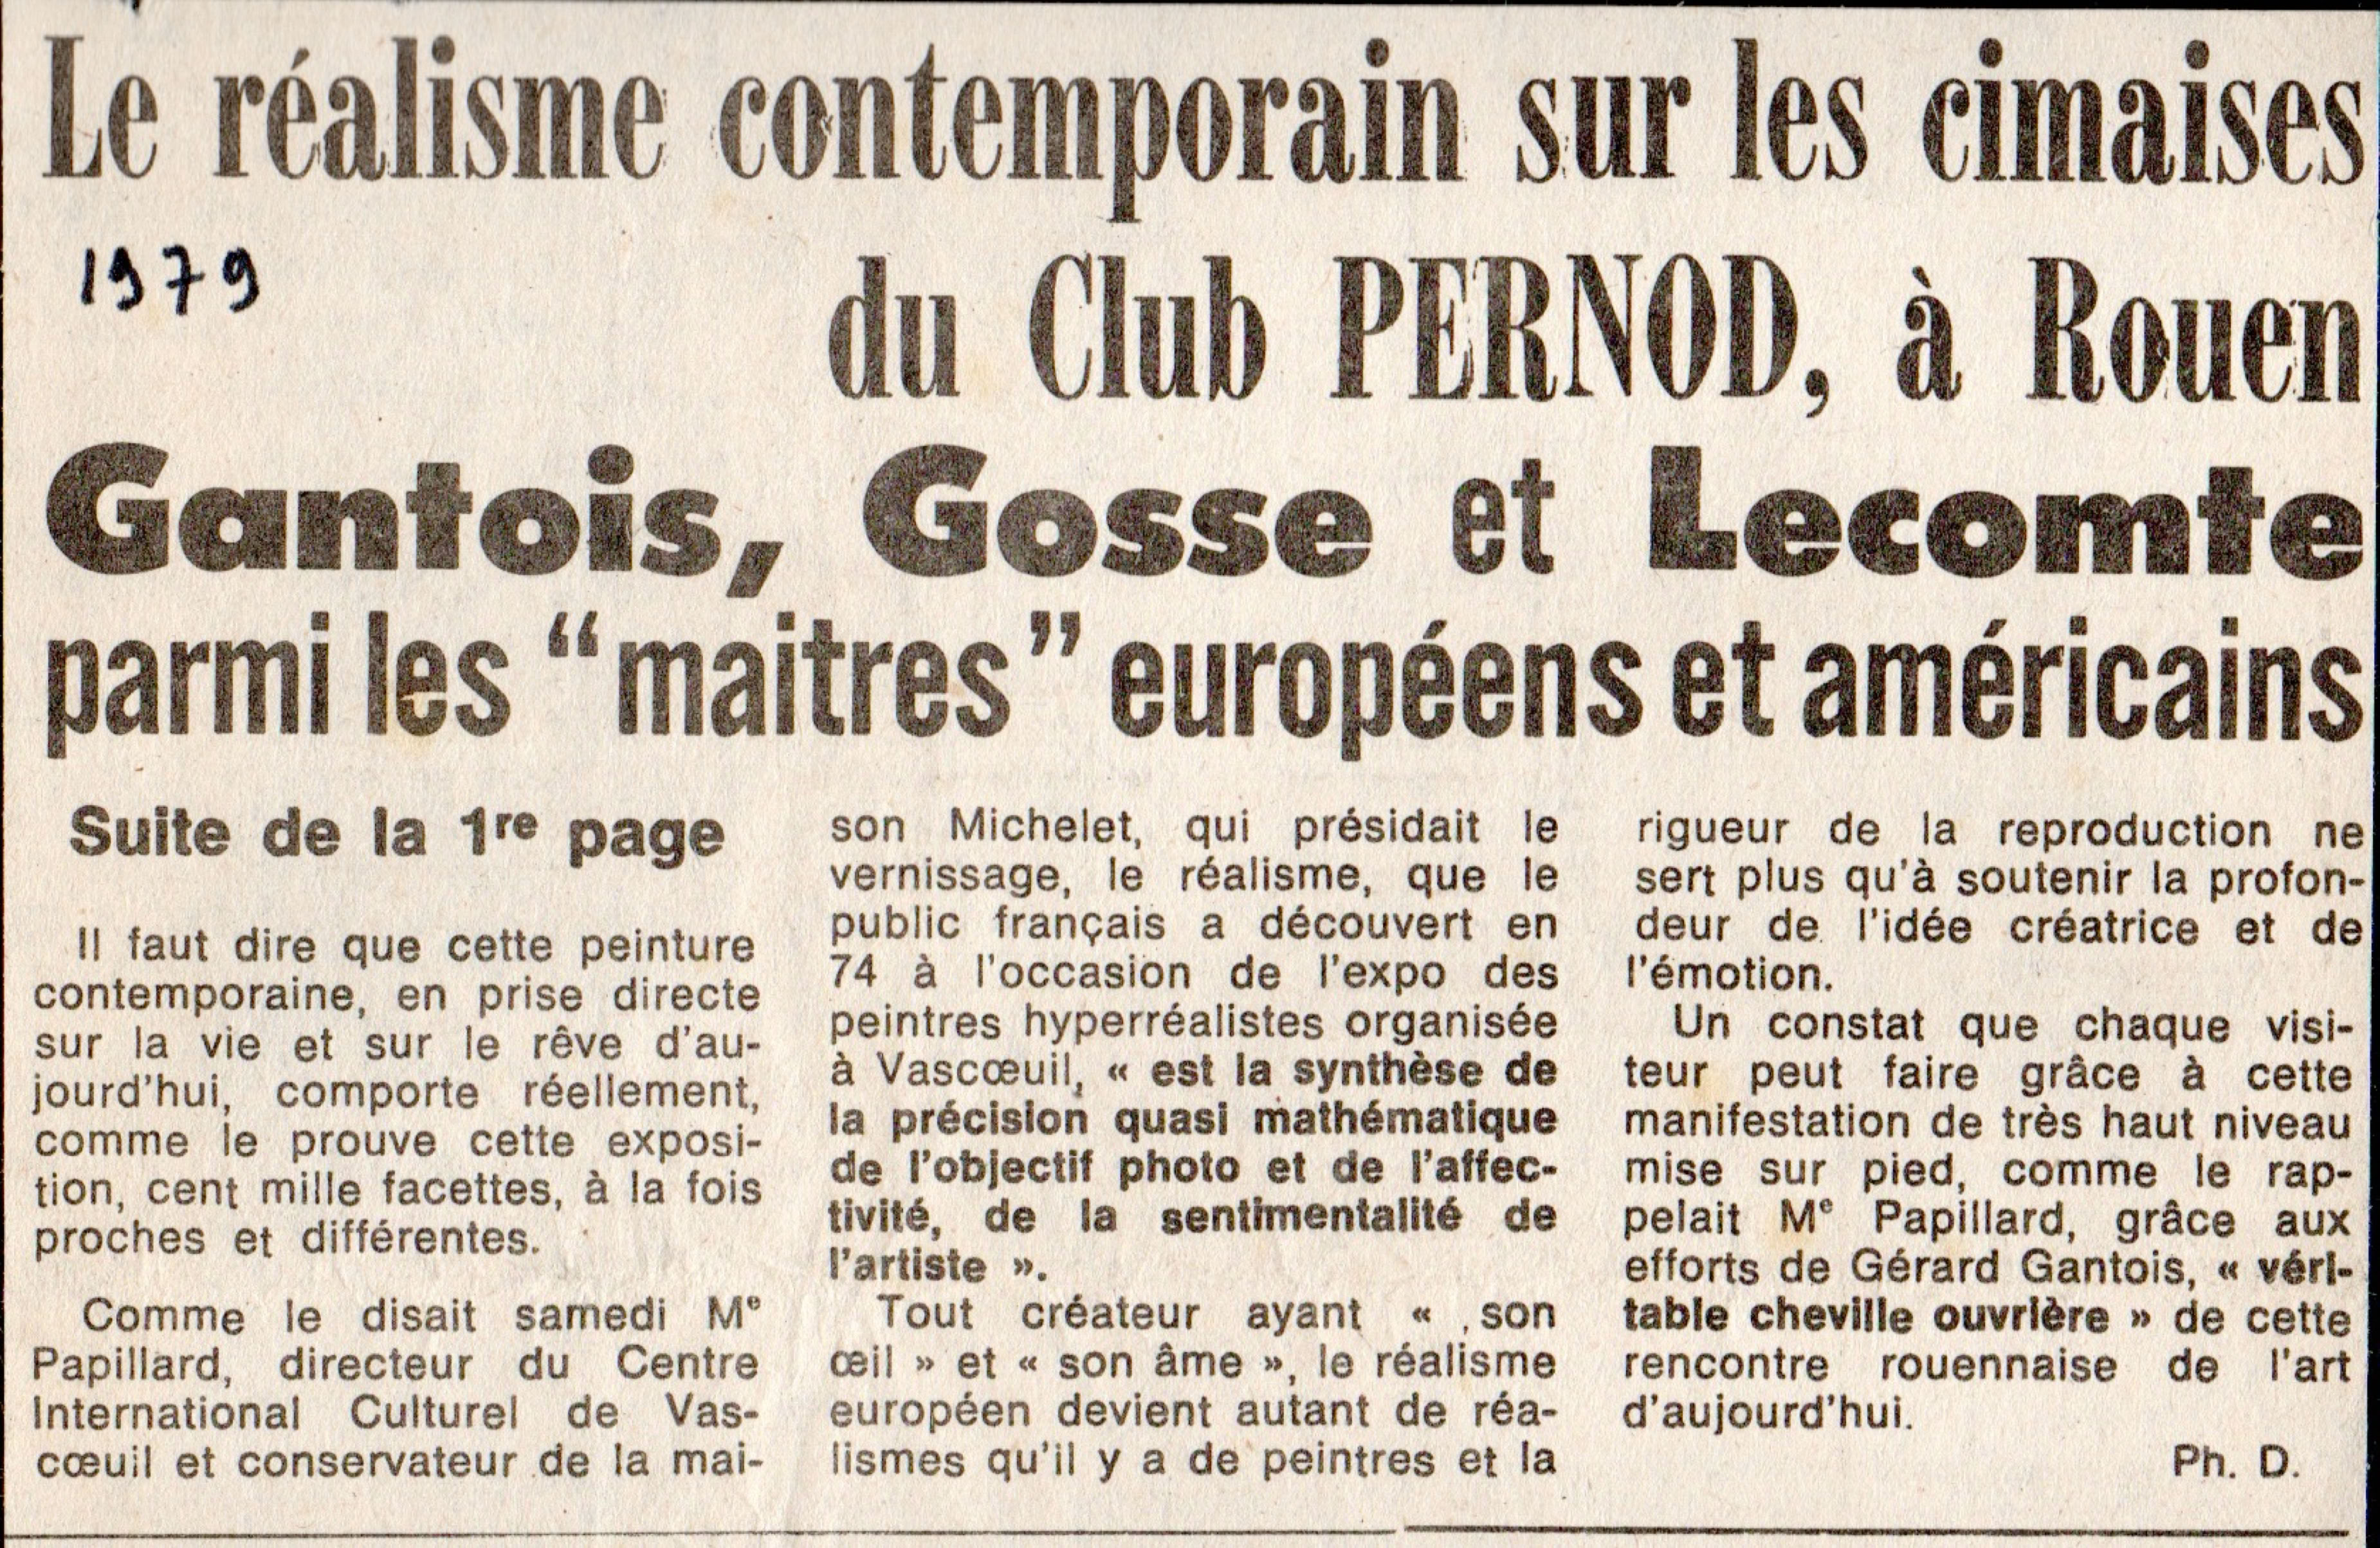 Le réalisme contemporain sur les cimaises
1979
du Club PERNOD, à Rouen
Gantois, Gosse et Lecomte
parmi les “maitres” européens et américains
Suite de la 1re page
Il faut dire que cette peinture
contemporaine, en prise directe
sur la vie et sur le rêve d'au-
jourd'hui, comporte réellement,
comme le prouve cette exposi-
tion, cent mille facettes, à la fois
proches et différentes.
Comme le disait samedi Me
Papillard, directeur du Centre
International Culturel de Vas-
cœuil et conservateur de la mai-
son Michelet, qui présidait le
vernissage, le réalisme, que le
public français a découvert en
74 à l'occasion de l'expo des
peintres hyperréalistes organisée
à Vascœuil, « est la synthèse de
la précision quasi mathématique
de l'objectif photo et de l'affec-
tivité, de la sentimentalité de
l'artiste ».
Tout créateur ayant « son
œil » et « son âme », le réalisme
européen devient autant de réa-
lismes qu'il y a de peintres et la
rigueur de la reproduction ne
sert plus qu'à soutenir la profon-
deur de l'idée créatrice et de
l'émotion.
Un constat que chaque visi-
teur peut faire grâce à cette
manifestation de très haut niveau
mise sur pied, comme le rap-
pelait Me Papillard, grâce aux
efforts de Gérard Gantois, « véri-
table cheville ouvrière » de cette
rencontre rouennaise de l'art
d'aujourd'hui.
Ph. D.